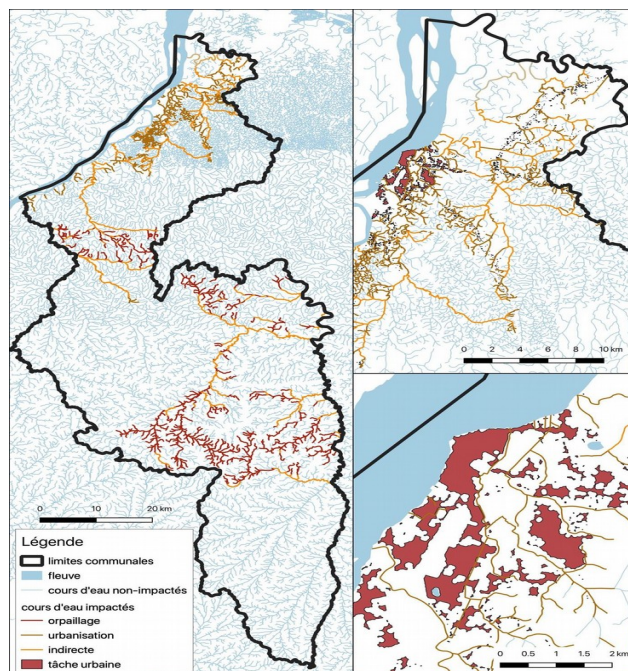 0 10 20 km
Légende
limites communales
fleuve
cours d'eau non-impactés
cours d'eau impactés
orpaillage
urbanisation
indirecte
tâche urbaine
0 2 4 6 8 10 km
0 0.5 1 1.5 2 km